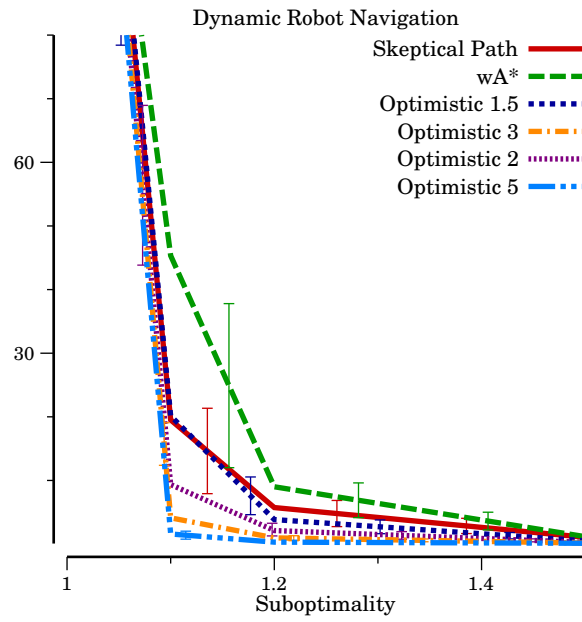 Dynamic Robot Navigation
Skeptical Path
wA*
Optimistic 1.5
Optimistic 3
Optimistic 2
Optimistic 5
60
30
1
1.2
1.4
Suboptimality